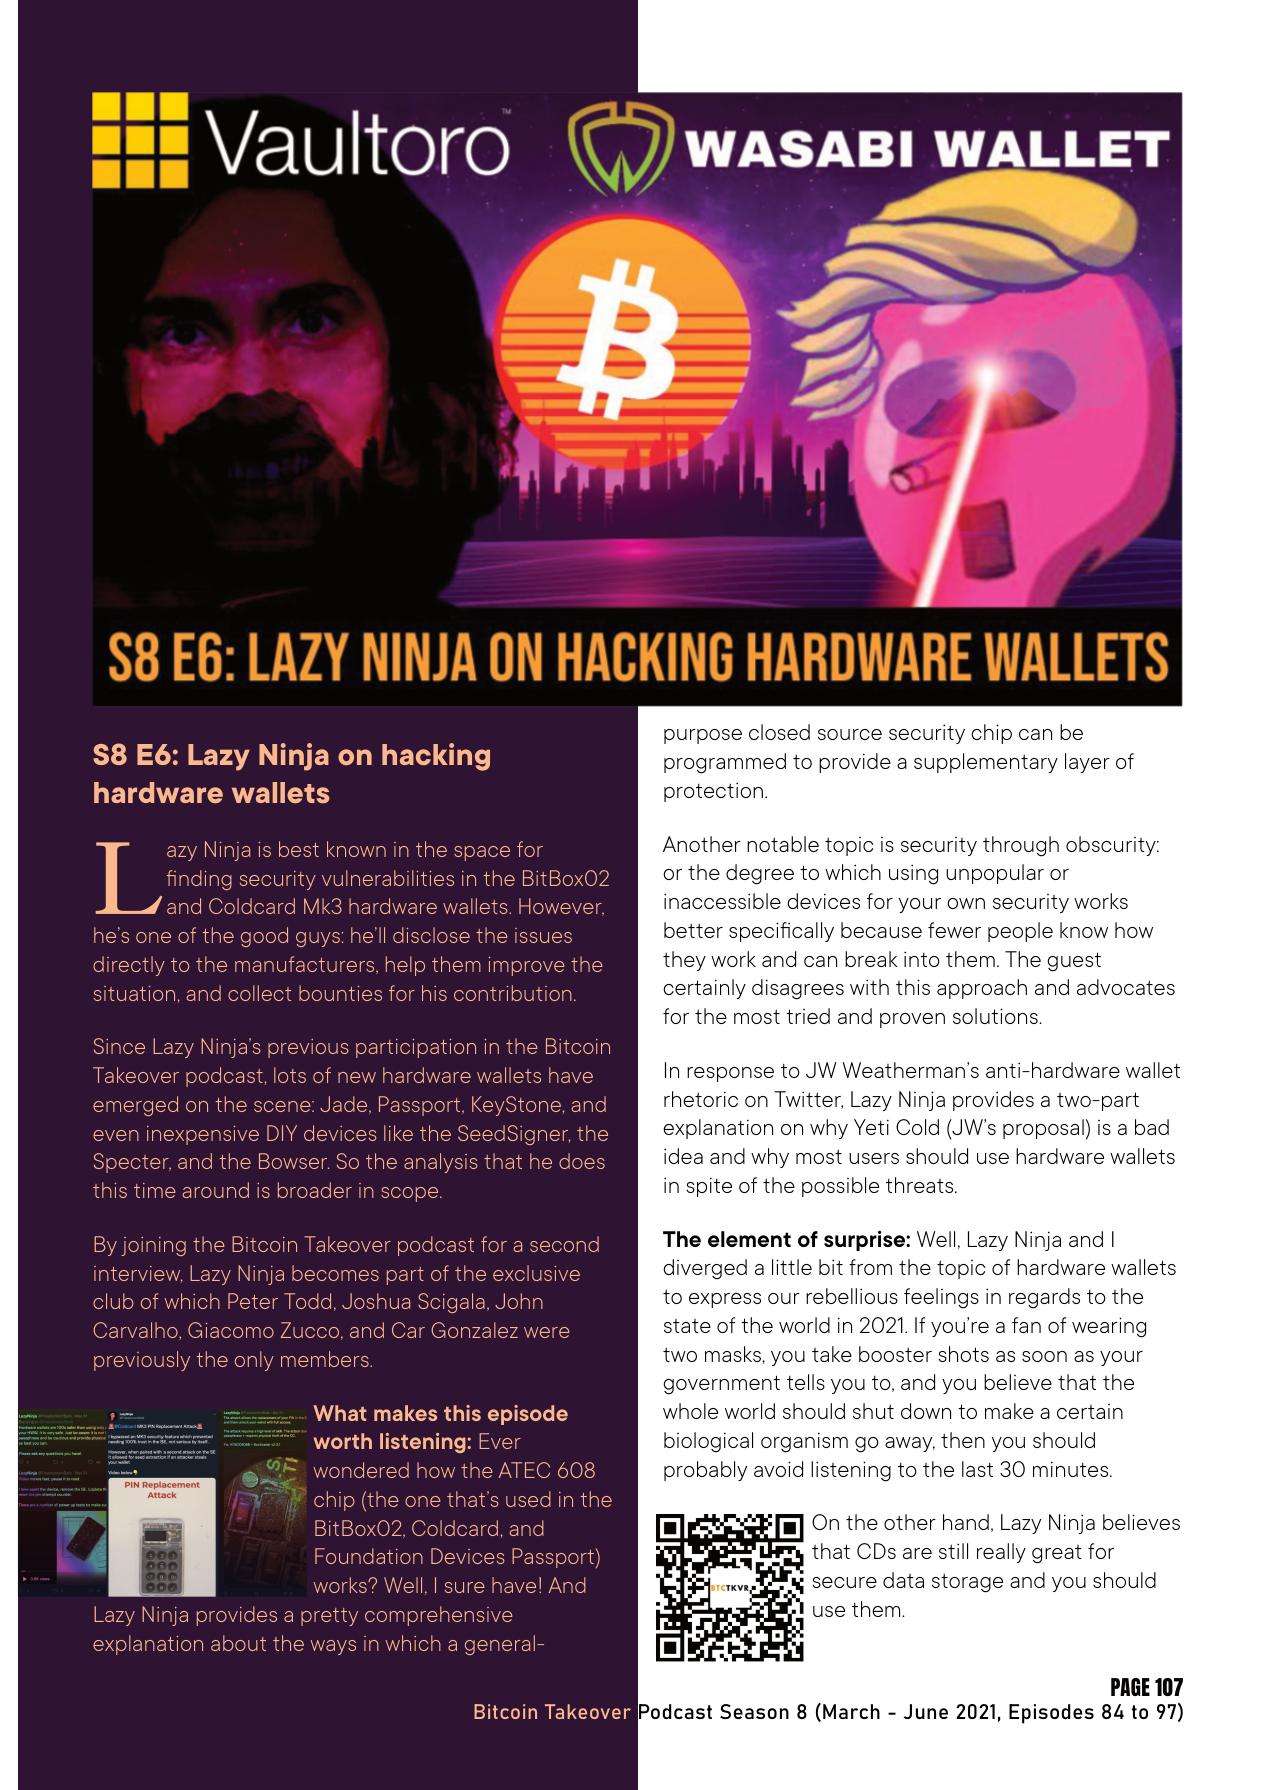 Vaultoro™
WASABI WALLET
S8 E6: LAZY NINJA ON HACKING HARDWARE WALLETS
S8 E6: Lazy Ninja on hacking
hardware wallets
Lazy Ninja is best known in the space for
finding security vulnerabilities in the BitBox02
and Coldcard Mk3 hardware wallets. However,
he's one of the good guys: he'll disclose the issues
directly to the manufacturers, help them improve the
situation, and collect bounties for his contribution.
Since Lazy Ninja's previous participation in the Bitcoin
Takeover podcast, lots of new hardware wallets have
emerged on the scene: Jade, Passport, KeyStone, and
even inexpensive DIY devices like the SeedSigner, the
Specter, and the Bowser. So the analysis that he does
this time around is broader in scope.
By joining the Bitcoin Takeover podcast for a second
interview, Lazy Ninja becomes part of the exclusive
club of which Peter Todd, Joshua Scigala, John
Carvalho, Giacomo Zucco, and Car Gonzalez were
previously the only members.
PIN Replacement
Attack
What makes this episode
worth listening: Ever
wondered how the ATEC 608
chip (the one that's used in the
BitBox02, Coldcard, and
Foundation Devices Passport)
works? Well, I sure have! And
Lazy Ninja provides a pretty comprehensive
explanation about the ways in which a general-
purpose closed source security chip can be
programmed to provide a supplementary layer of
protection.
Another notable topic is security through obscurity:
or the degree to which using unpopular or
inaccessible devices for your own security works
better specifically because fewer people know how
they work and can break into them. The guest
certainly disagrees with this approach and advocates
for the most tried and proven solutions.
In response to JW Weatherman's anti-hardware wallet
rhetoric on Twitter, Lazy Ninja provides a two-part
explanation on why Yeti Cold (JW's proposal) is a bad
idea and why most users should use hardware wallets
in spite of the possible threats.
The element of surprise: Well, Lazy Ninja and I
diverged a little bit from the topic of hardware wallets
to express our rebellious feelings in regards to the
state of the world in 2021. If you're a fan of wearing
two masks, you take booster shots as soon as your
government tells you to, and you believe that the
whole world should shut down to make a certain
biological organism go away, then you should
probably avoid listening to the last 30 minutes.
BTCTKVR
On the other hand, Lazy Ninja believes
that CDs are still really great for
secure data storage and you should
use them.
PAGE 107
Bitcoin Takeover Podcast Season 8 (March - June 2021, Episodes 84 to 97)